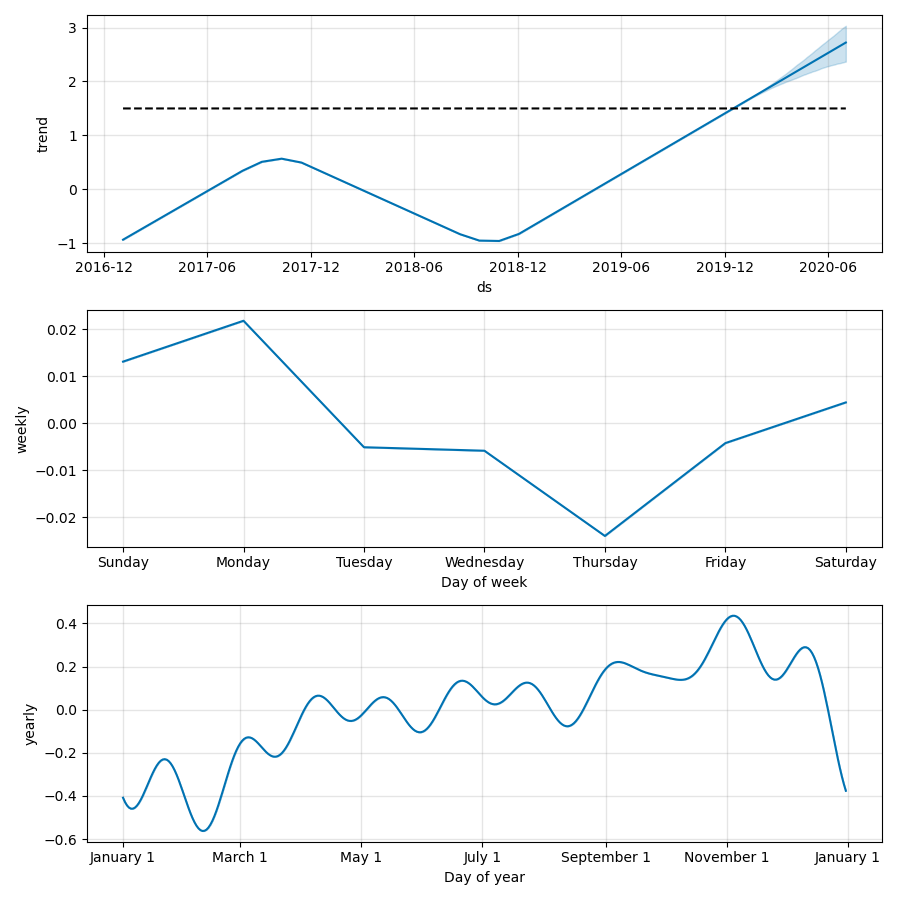 3
2
1
0
−1
trend
2016-12 2017-06 2017-12 2018-06 2018-12 2019-06 2019-12 2020-06
ds
0.02
0.01
0.00
−0.01
−0.02
weekly
Sunday Monday Tuesday Wednesday Thursday Friday Saturday
Day of week
0.4
0.2
0.0
−0.2
−0.4
−0.6
yearly
January 1 March 1 May 1 July 1 September 1 November 1 January 1
Day of year